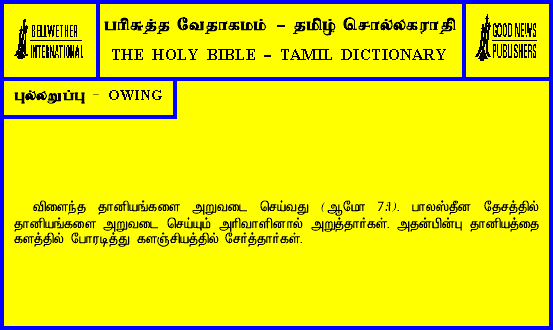 BELLWETHER
INTERNATIONAL
பரிசுத்த வேதாகமம் – தமிழ் சொல்லகராதி
THE HOLY BIBLE – TAMIL DICTIONARY
GOOD NEWS
PUBLISHERS
புல்லறுப்பு – OWING
விளைந்த தானியங்களை அறுவடை செய்வது (ஆமோ 7:1). பாலஸ்தீன தேசத்தில்
தானியங்களை அறுவடை செய்யும் அரிவாளினால் அறுத்தார்கள். அதன்பின்பு தானியத்தை
களத்தில் போரடித்து களஞ்சியத்தில் சேர்த்தார்கள்.